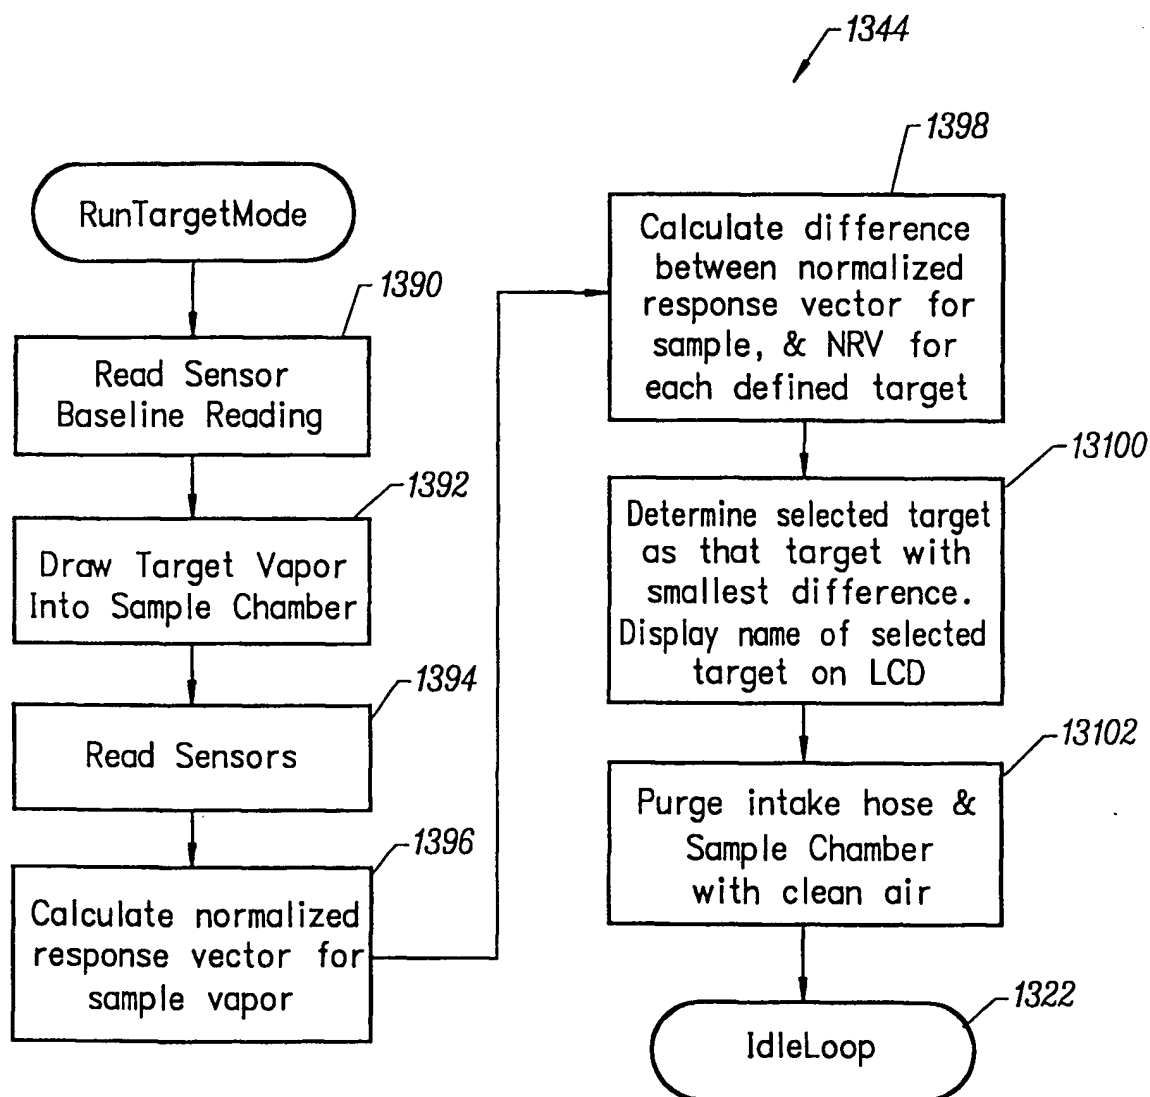 1344
RunTargetMode
1390
Read Sensor
Baseline Reading
1392
Draw Target Vapor
Into Sample Chamber
1394
Read Sensors
1396
Calculate normalized
response vector for
sample vapor
1398
Calculate difference
between normalized
response vector for
sample, & NRV for
each defined target
13100
Determine selected target
as that target with
smallest difference.
Display name of selected
target on LCD
13102
Purge intake hose &
Sample Chamber
with clean air
1322
IdleLoop